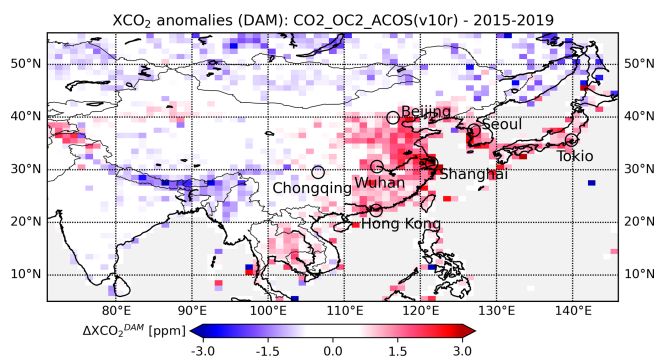 XCO₂ anomalies (DAM): CO2_OC2_ACOS(v10r) - 2015-2019
50°N 50°N
Beijing
40°N 40°N
Seoul
Tokio
30°N 30°N
Chongqing Wuhan Shanghai
20°N 20°N
Hong Kong
10°N 10°N
80°E 90°E 100°E 110°E 120°E 130°E 140°E
ΔXCO₂ᴰᴬᴹ [ppm]
-3.0 -1.5 0.0 1.5 3.0